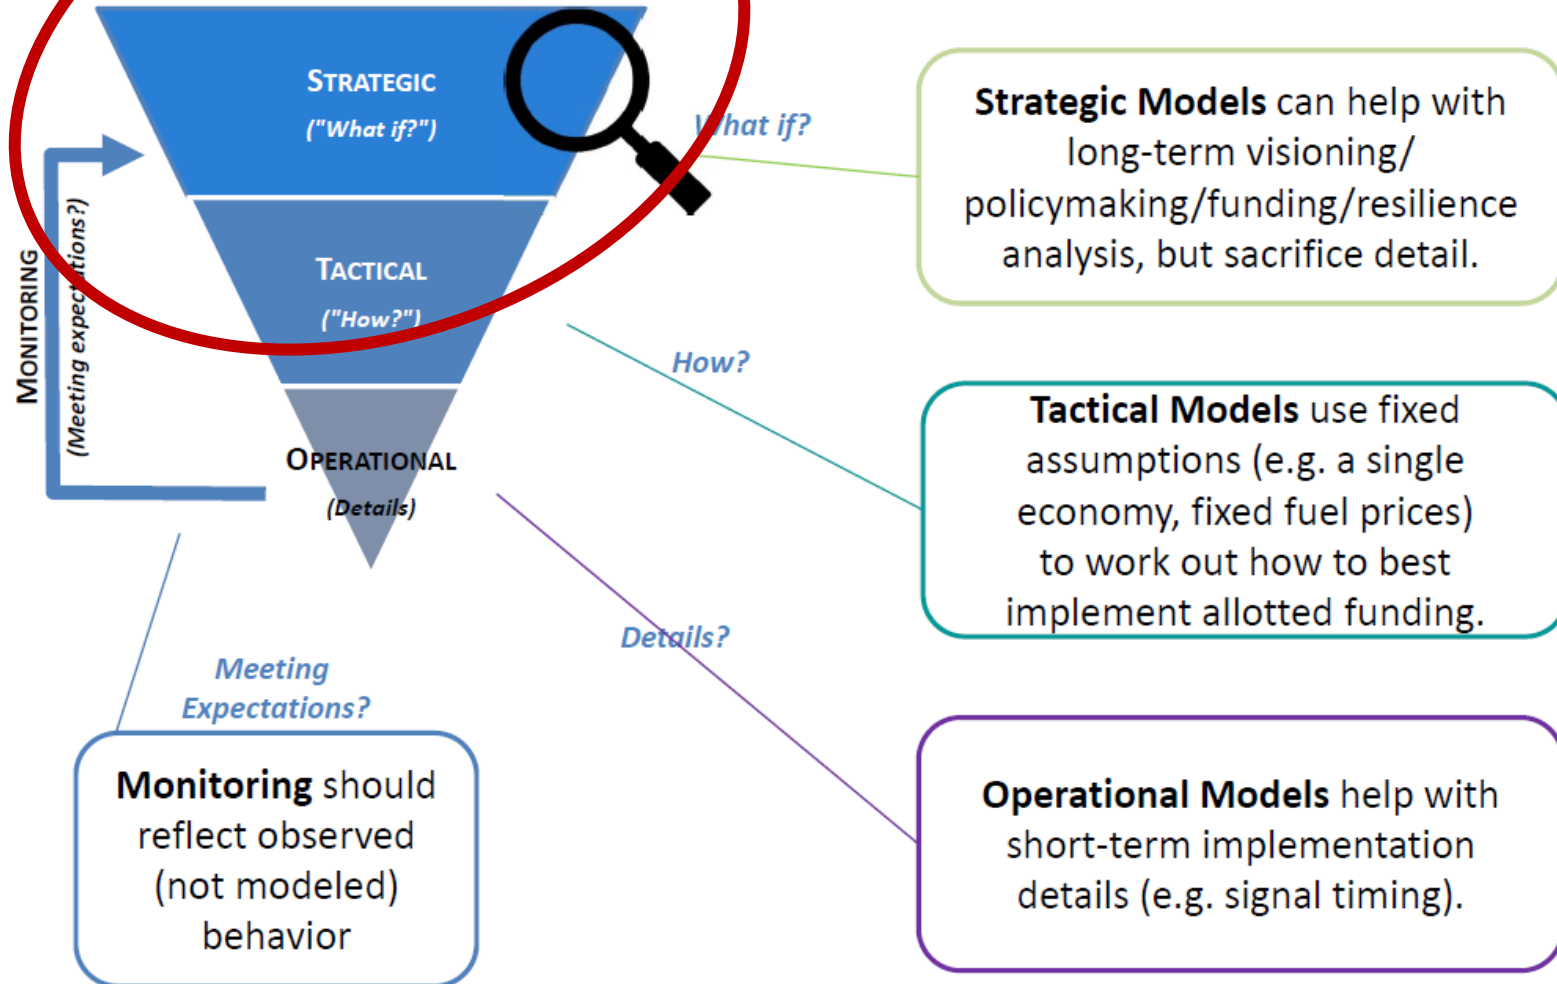 STRATEGIC
("What if?")
TACTICAL
("How?")
OPERATIONAL
(Details)
MONITORING
(Meeting expectations?)
What if?
Strategic Models can help with
long-term visioning/
policymaking/funding/resilience
analysis, but sacrifice detail.
How?
Tactical Models use fixed
assumptions (e.g. a single
economy, fixed fuel prices)
to work out how to best
implement allotted funding.
Details?
Operational Models help with
short-term implementation
details (e.g. signal timing).
Meeting
Expectations?
Monitoring should
reflect observed
(not modeled)
behavior